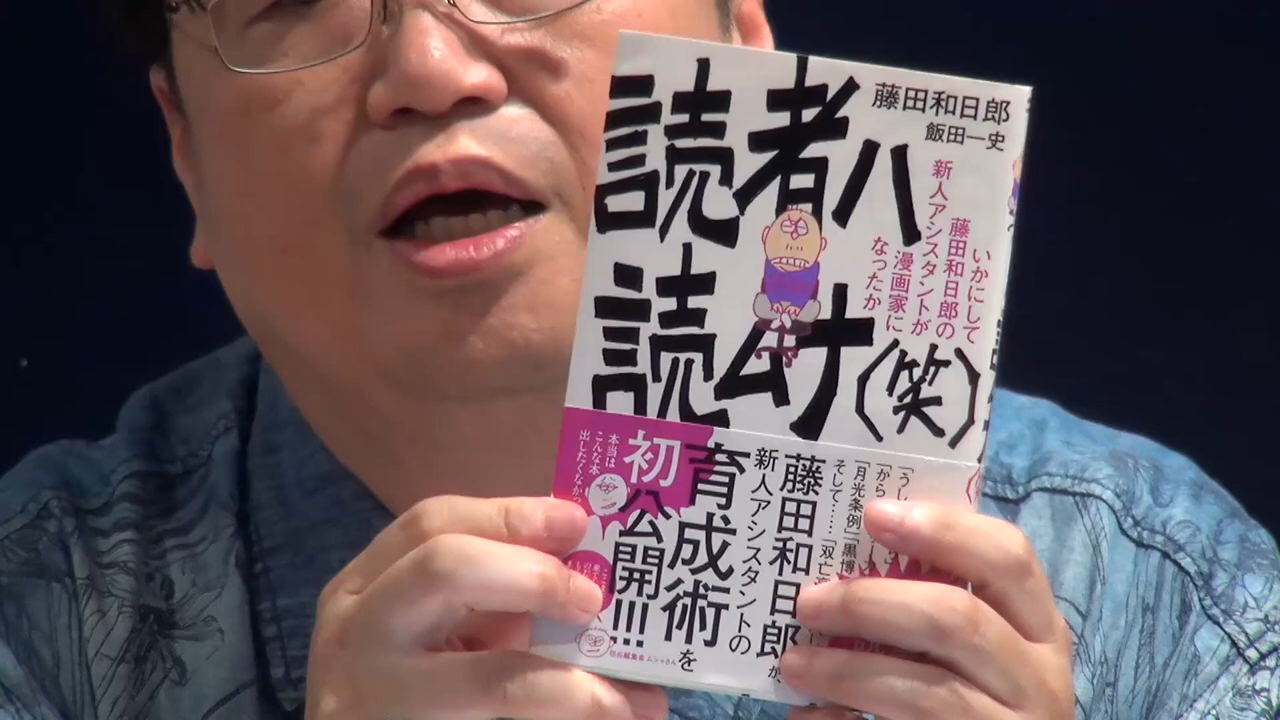 読者ハ
読ムナ(笑)
藤田和日郎
飯田一史
いかにして
藤田和日郎の
新人アシスタントが
漫画家に
なったか
「うし
「から
「月光条例」「黒博
そして……「双亡
藤田和日郎が、
新人アシスタントの
育成術を
初公開!!!
本当は
こんな本
出したくなか